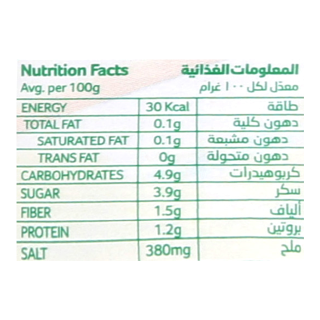 Nutrition Facts المعلومات الغذائية
Avg. per 100g معدّل لكل ١٠٠ غرام
ENERGY 30 Kcal طاقة
TOTAL FAT 0.1g دهون كلية
SATURATED FAT 0.1g دهون مشبعة
TRANS FAT 0g دهون متحولة
CARBOHYDRATES 4.9g كربوهيدرات
SUGAR 3.9g سكر
FIBER 1.5g ألياف
PROTEIN 1.2g بروتين
SALT 380mg ملح